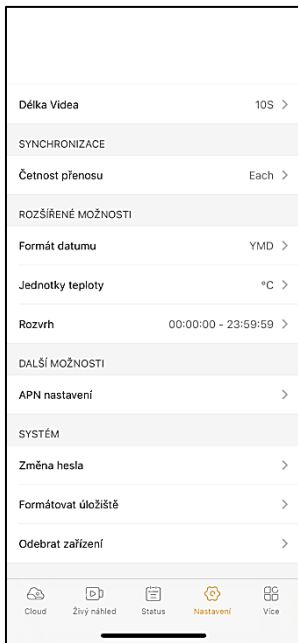 Délka Videa 10S
SYNCHRONIZACE
Četnost přenosu Each
ROZŠÍŘENÉ MOŽNOSTI
Formát datumu YMD
Jednotky teploty °C
Rozvrh 00:00:00 - 23:59:59
DALŠÍ MOŽNOSTI
APN nastavení
SYSTÉM
Změna hesla
Formátovat úložiště
Odebrat zařízení
Cloud Živý náhled Status Nastavení Více